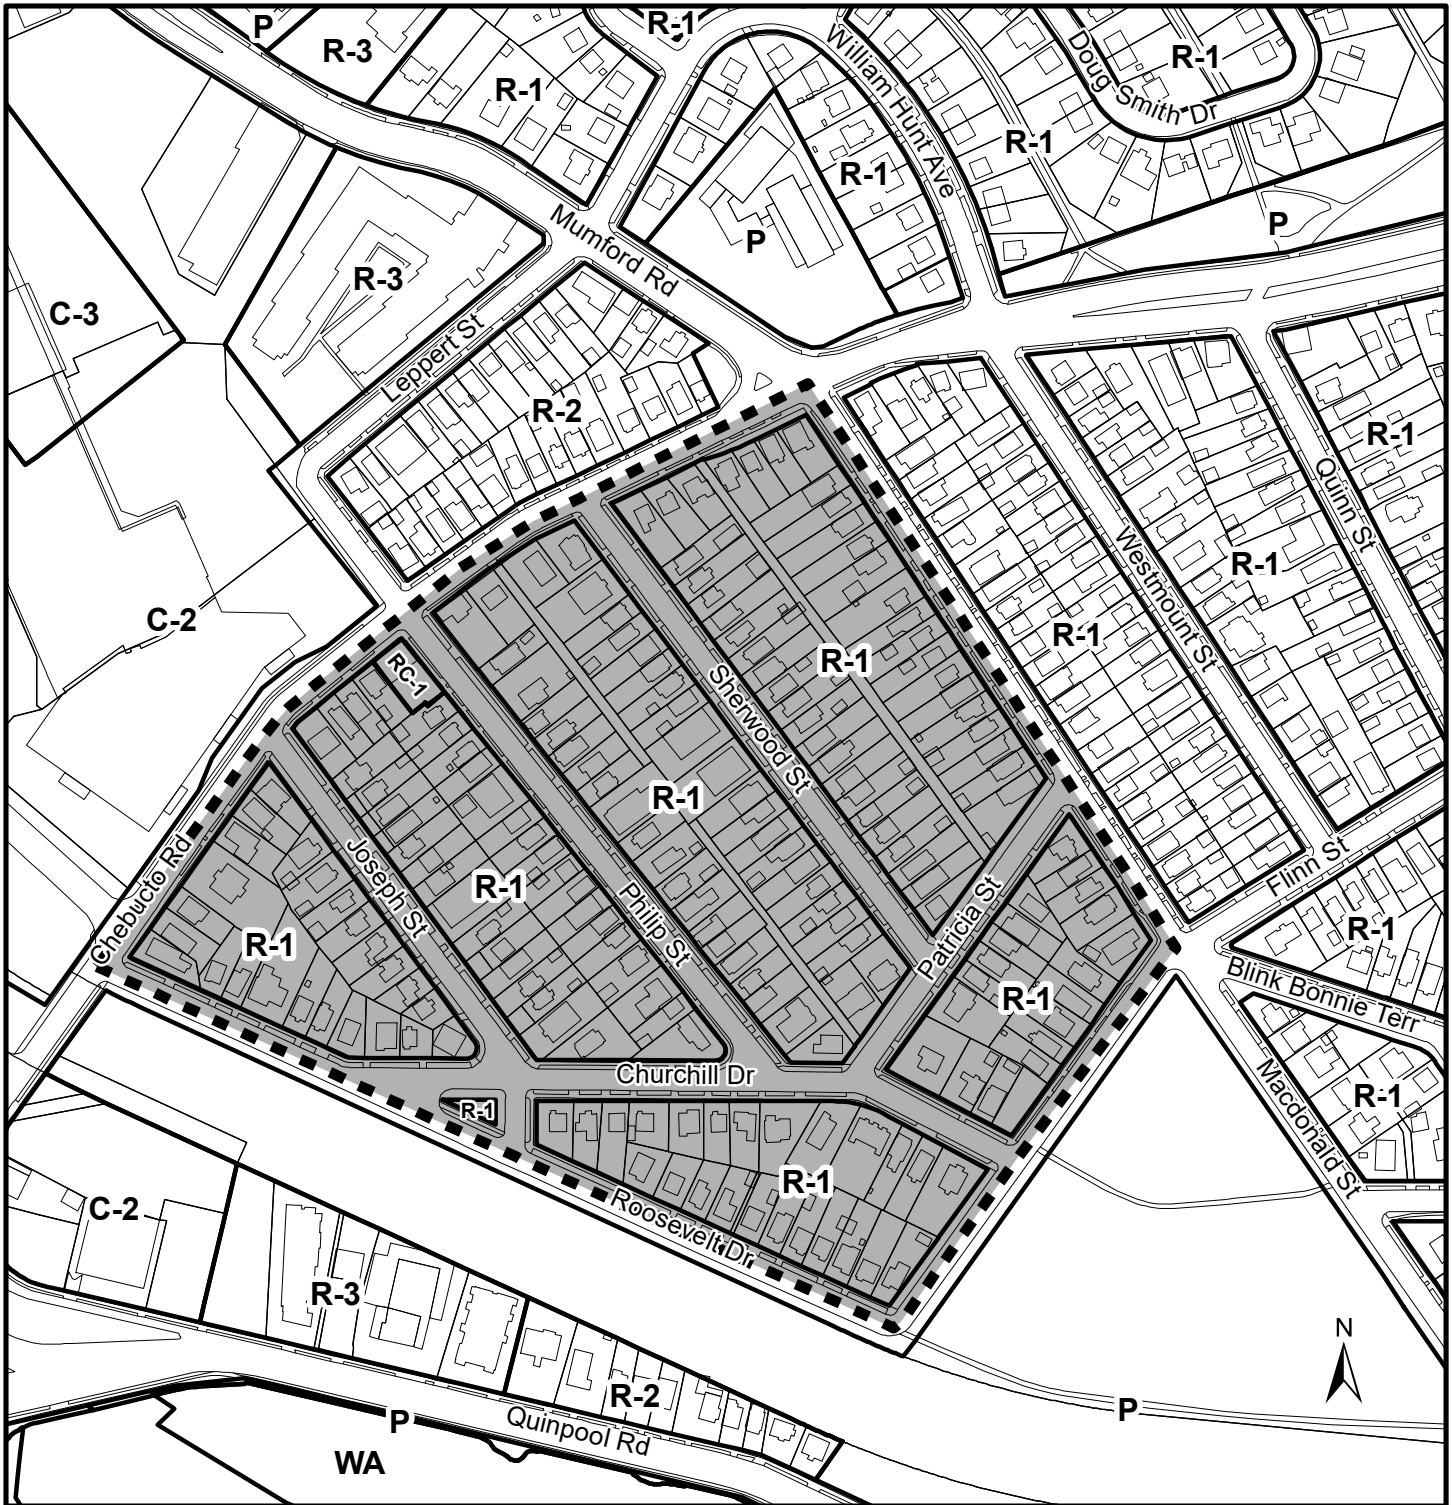 P
R-1
R-3
R-1
R-1
William Hunt Ave
Doug Smith Dr
R-1
R-1
Mumford Rd
P
P
R-3
C-3
Leppert St
R-2
R-1
Quinn St
Westmount St
R-1
C-2
R-1
RC-1
Sherwood St
R-1
R-1
Joseph St
Chebucto Rd
R-1
Philip St
Flinn St
R-1
R-1
Patricia St
R-1
Blink Bonnie Terr
Churchill Dr
R-1
Macdonald St
R-1
R-1
C-2
Roosevelt Dr
R-3
N
R-2
P
P
Quinpool Rd
WA